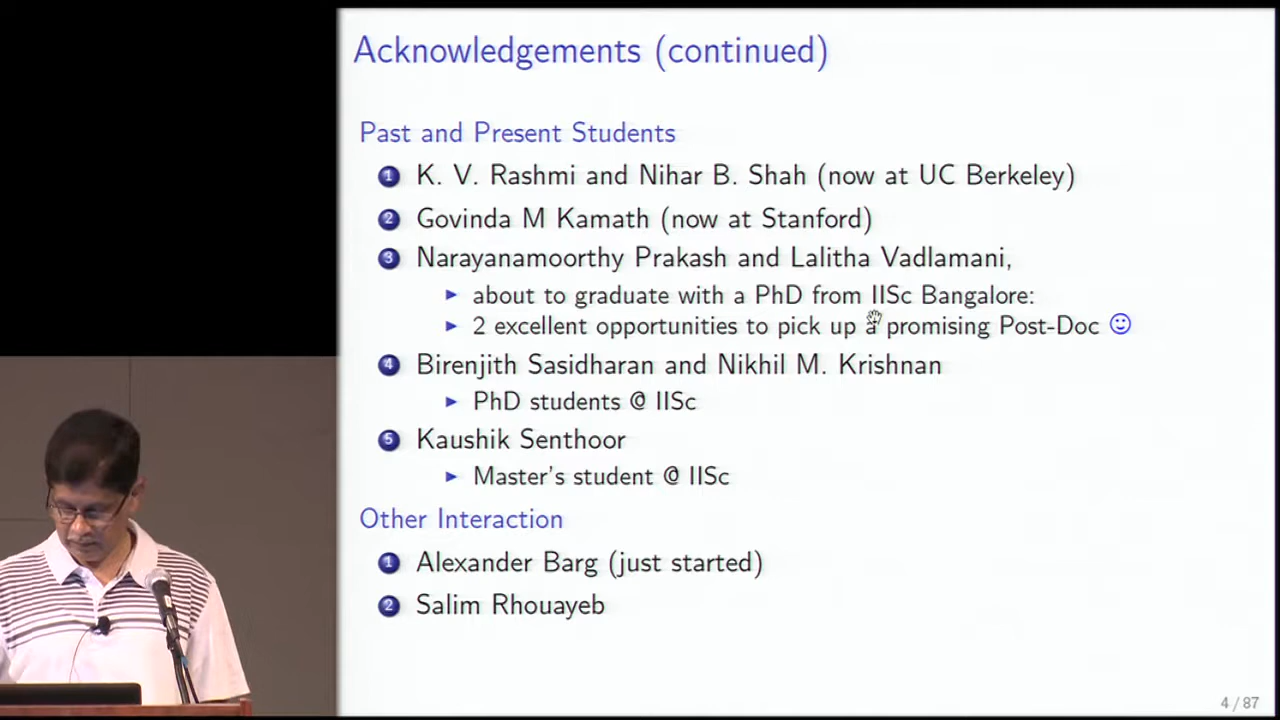 Acknowledgements (continued)
Past and Present Students
1 K. V. Rashmi and Nihar B. Shah (now at UC Berkeley)
2 Govinda M Kamath (now at Stanford)
3 Narayanamoorthy Prakash and Lalitha Vadlamani,
about to graduate with a PhD from IISc Bangalore:
2 excellent opportunities to pick up a promising Post-Doc
4 Birenjith Sasidharan and Nikhil M. Krishnan
PhD students @ IISc
5 Kaushik Senthoor
Master's student @ IISc
Other Interaction
1 Alexander Barg (just started)
2 Salim Rhouayeb
4 / 87